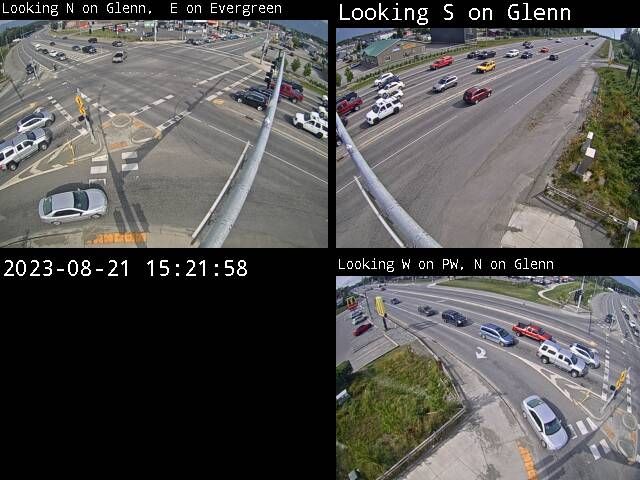 Looking N on Glenn,  E on Evergreen
Looking S on Glenn
2023-08-21 15:21:58
Looking W on PW, N on Glenn